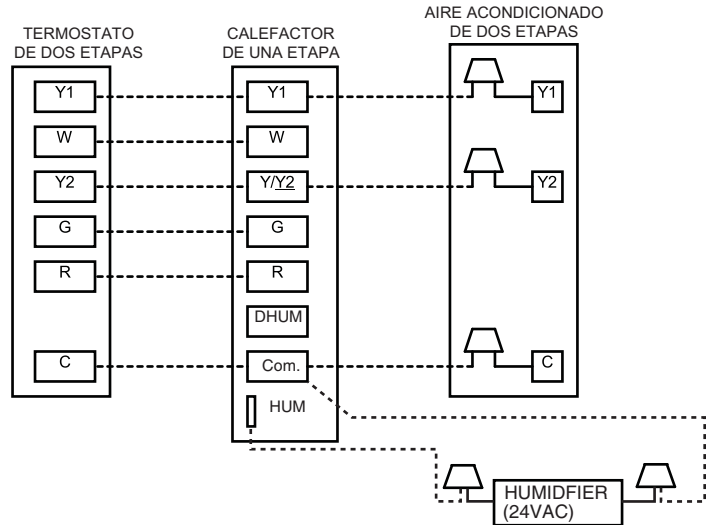 TERMOSTATO
DE DOS ETAPAS
CALEFACTOR
DE UNA ETAPA
AIRE ACONDICIONADO
DE DOS ETAPAS
Y1
Y1
Y1
W
W
Y2
Y/Y2
Y2
G
G
R
R
DHUM
C
Com.
C
HUM
HUMIDFIER
(24VAC)